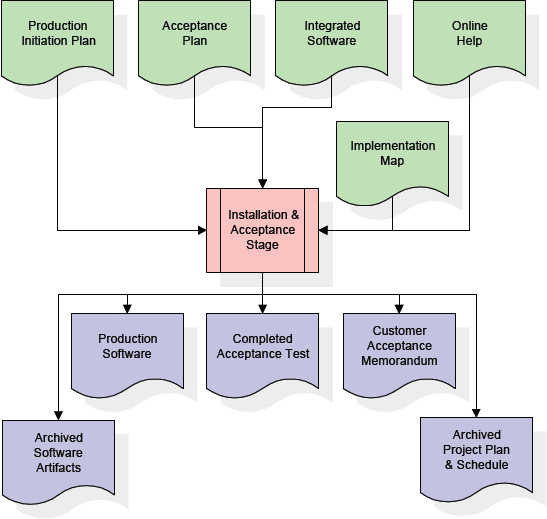 Production
Initiation Plan
Acceptance
Plan
Integrated
Software
Online
Help
Implementation
Map
Installation &
Acceptance
Stage
Production
Software
Completed
Acceptance Test
Customer
Acceptance
Memorandum
Archived
Software
Artifacts
Archived
Project Plan
& Schedule